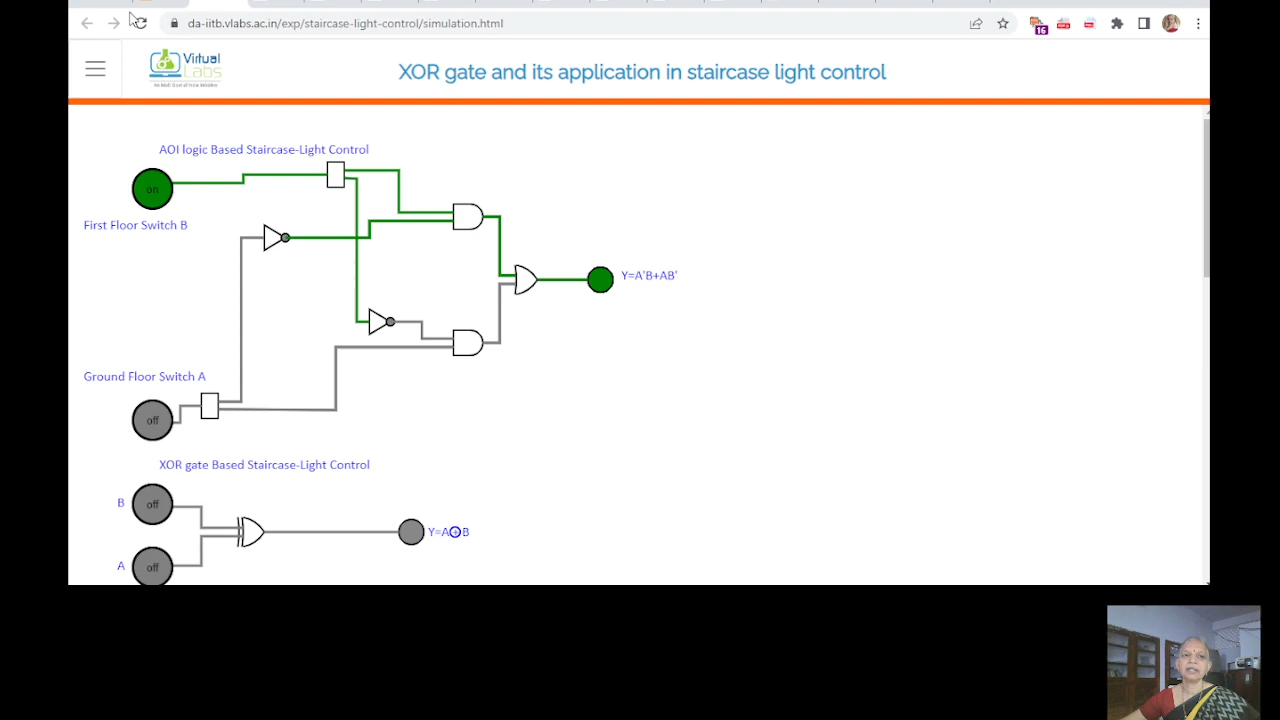 da-iitb.vlabs.ac.in/exp/staircase-light-control/simulation.html
16
Virtual
Labs
XOR gate and its application in staircase light control
AOI logic Based Staircase-Light Control
on
First Floor Switch B
Y=A'B+AB'
Ground Floor Switch A
off
XOR gate Based Staircase-Light Control
B
off
Y=A⊕B
A
off